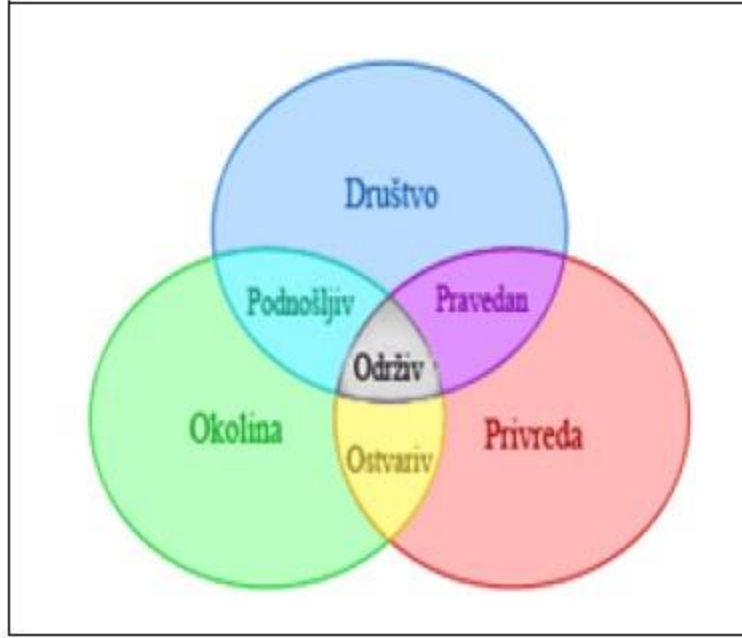 Društvo
Podnošljiv
Pravedan
Održiv
Okolina
Privreda
Ostvariv